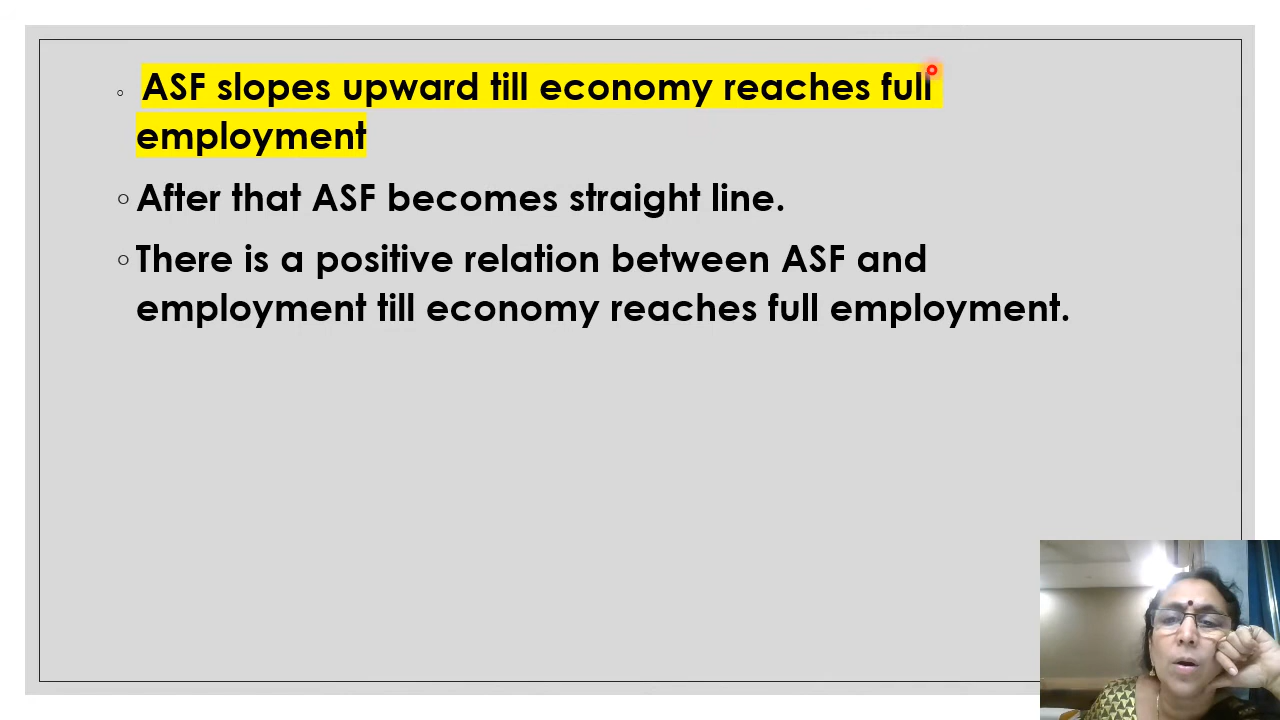 ASF slopes upward till economy reaches full
employment
After that ASF becomes straight line.
There is a positive relation between ASF and
employment till economy reaches full employment.